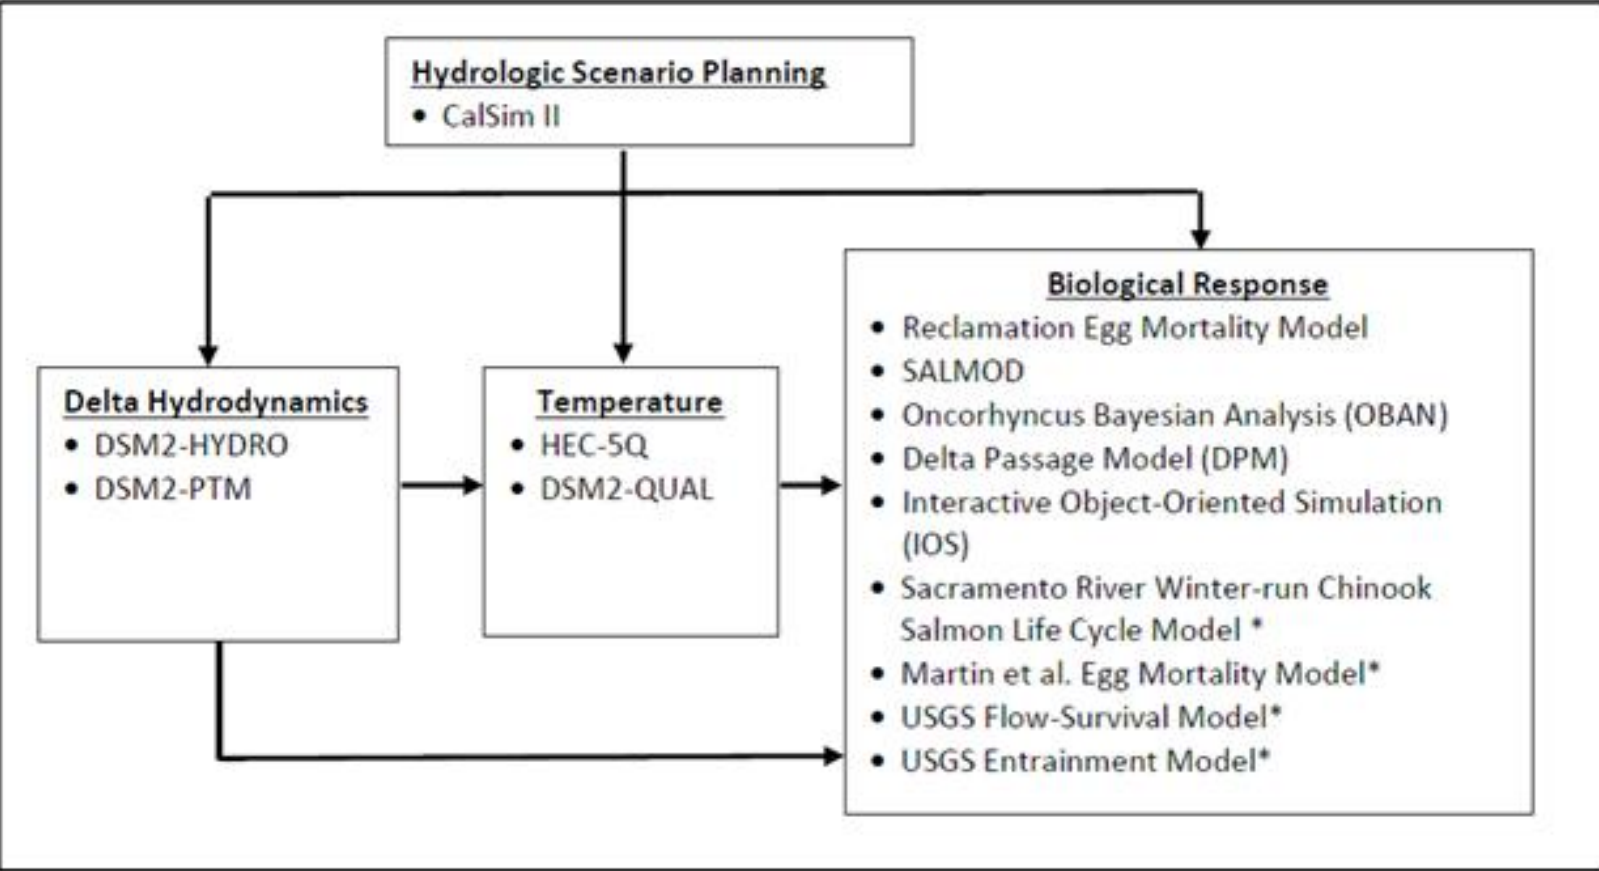 Hydrologic Scenario Planning
• CalSim II
Delta Hydrodynamics
• DSM2-HYDRO
• DSM2-PTM
Temperature
• HEC-5Q
• DSM2-QUAL
Biological Response
• Reclamation Egg Mortality Model
• SALMOD
• Oncorhyncus Bayesian Analysis (OBAN)
• Delta Passage Model (DPM)
• Interactive Object-Oriented Simulation
(IOS)
• Sacramento River Winter-run Chinook
Salmon Life Cycle Model *
• Martin et al. Egg Mortality Model*
• USGS Flow-Survival Model*
• USGS Entrainment Model*